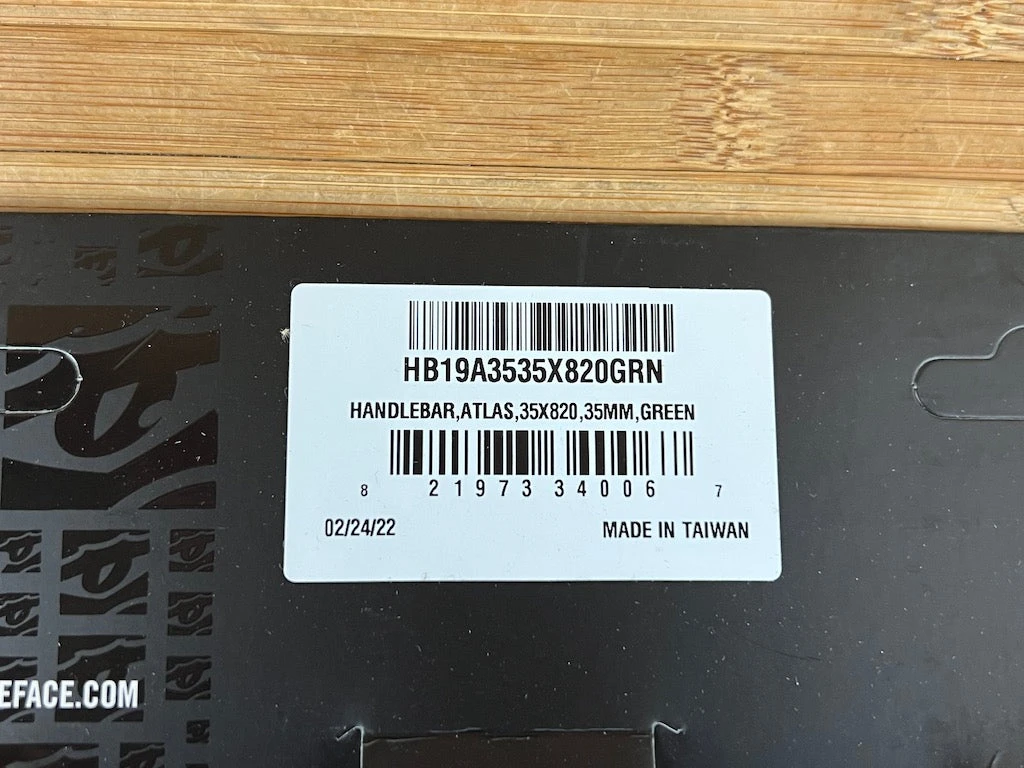 HB19A3535X820GRN
HANDLEBAR,ATLAS,35X820,35MM,GREEN
8 21973 34006 7
02/24/22 MADE IN TAIWAN
EFACE.COM